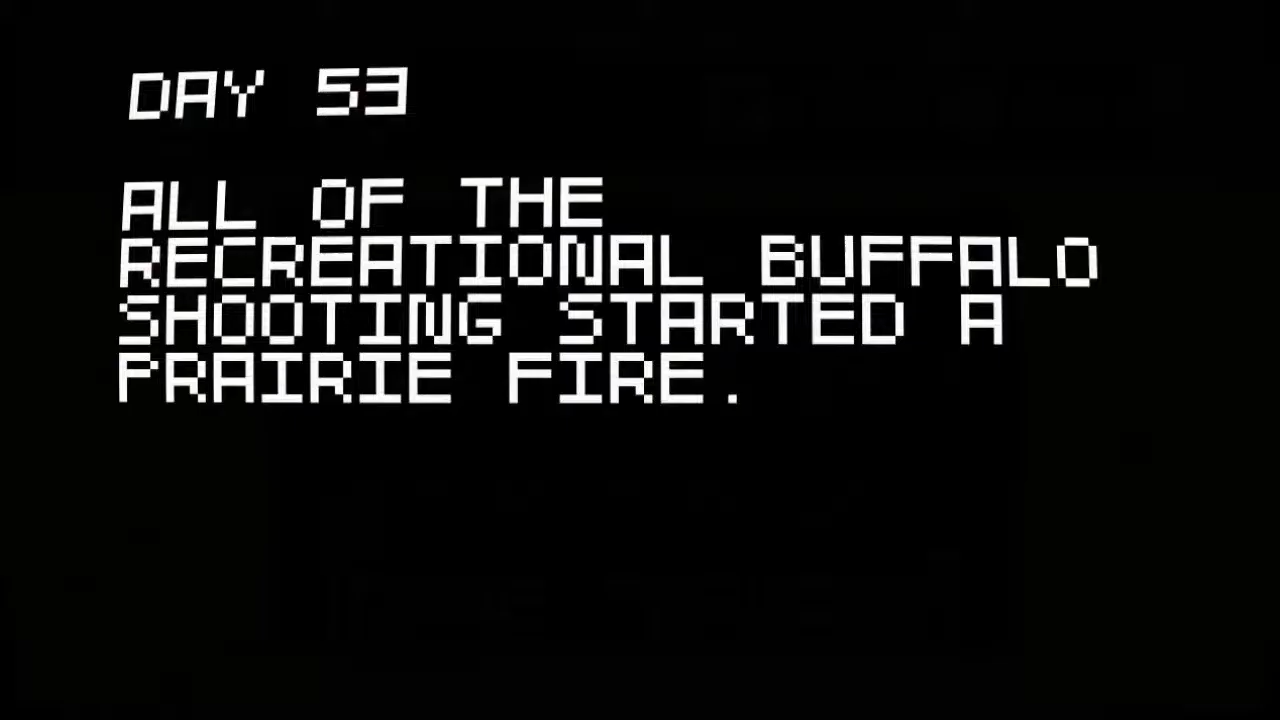 DAY 53
ALL OF THE
RECREATIONAL BUFFALO
SHOOTING STARTED A
PRAIRIE FIRE.